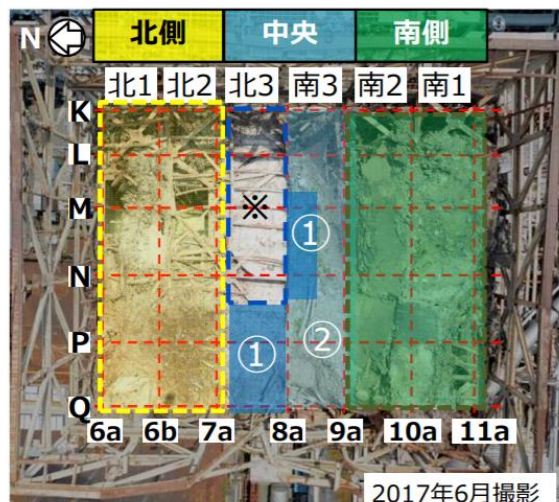 N 北側 中央 南側
北1 北2 北3 南3 南2 南1
K
L
M ※
① 
N
P ① ②
Q
6a 6b 7a 8a 9a 10a 11a
2017年6月撮影